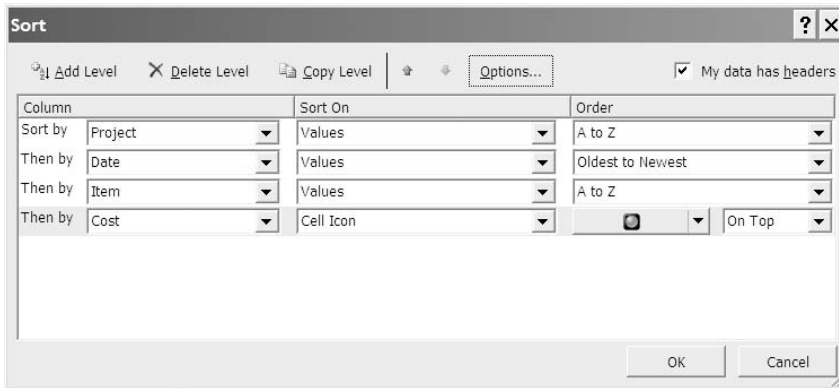 Sort ? ×
Add Level Delete Level Copy Level Options... My data has headers
Column Sort On Order
Sort by Project Values A to Z
Then by Date Values Oldest to Newest
Then by Item Values A to Z
Then by Cost Cell Icon On Top
OK Cancel